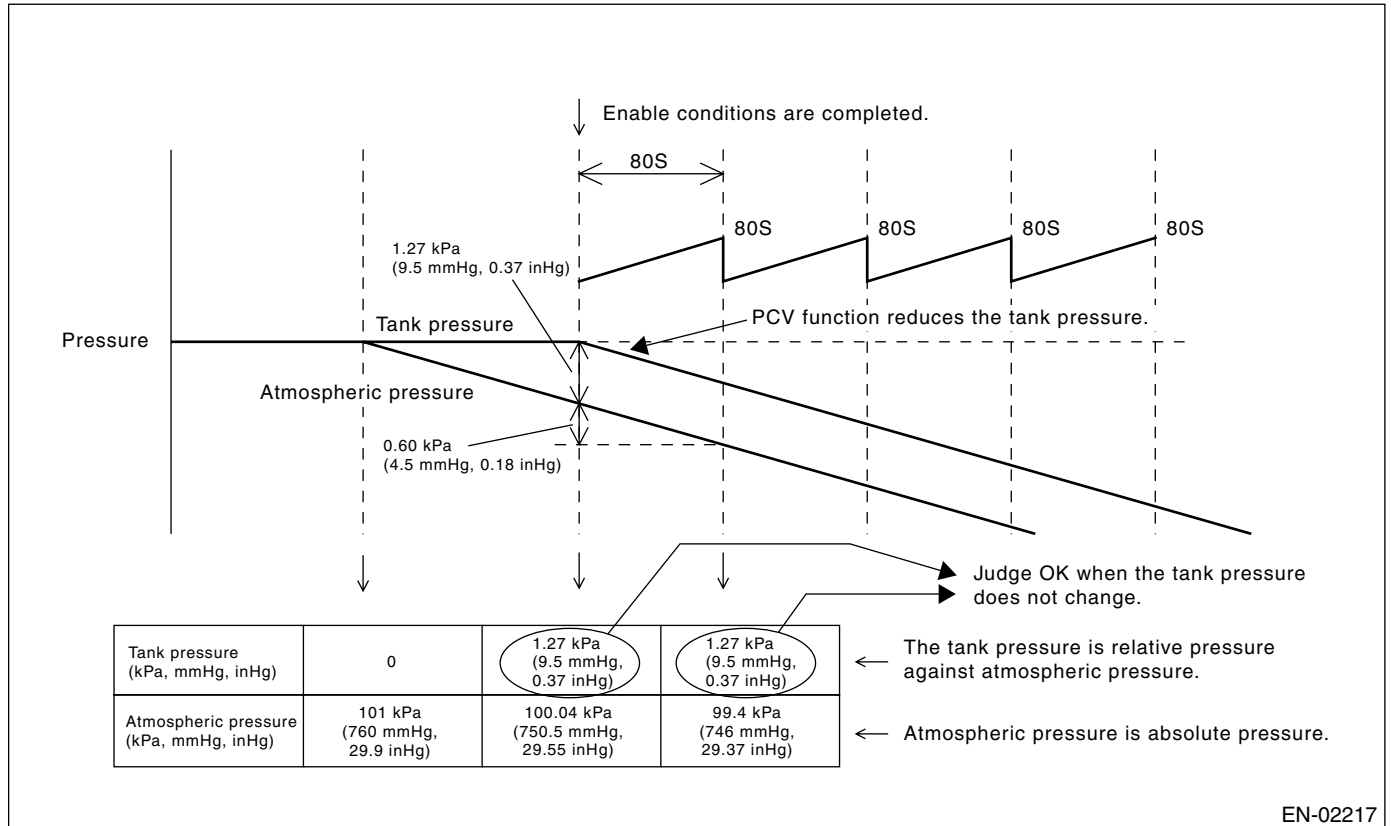 Enable conditions are completed.
80S
80S
80S
80S
80S
1.27 kPa
(9.5 mmHg, 0.37 inHg)
Tank pressure
PCV function reduces the tank pressure.
Pressure
Atmospheric pressure
0.60 kPa
(4.5 mmHg, 0.18 inHg)
Judge OK when the tank pressure
does not change.
Tank pressure
(kPa, mmHg, inHg)
0
1.27 kPa
(9.5 mmHg,
0.37 inHg)
1.27 kPa
(9.5 mmHg,
0.37 inHg)
The tank pressure is relative pressure
against atmospheric pressure.
Atmospheric pressure
(kPa, mmHg, inHg)
101 kPa
(760 mmHg,
29.9 inHg)
100.04 kPa
(750.5 mmHg,
29.55 inHg)
99.4 kPa
(746 mmHg,
29.37 inHg)
Atmospheric pressure is absolute pressure.
EN-02217